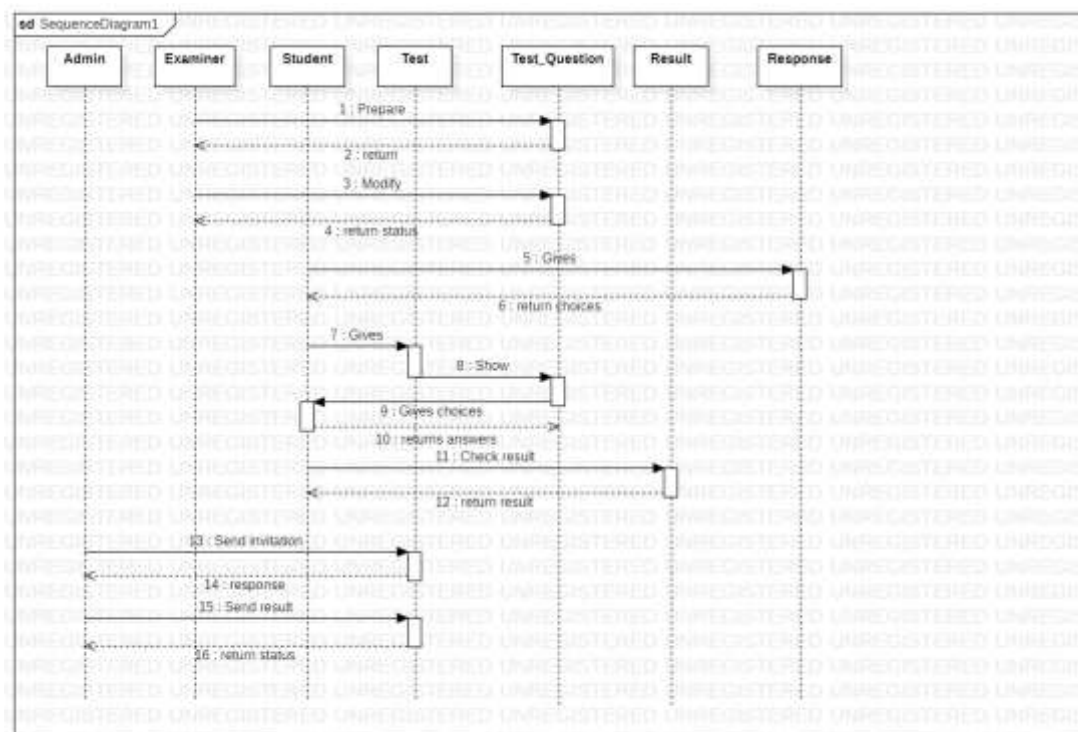 sd SequenceDiagram1
Admin Examiner Student Test Test_Question Result Response
1 : Prepare
2 : return
3 : Modify
4 : return status
5 : Gives
6 : return choices
7 : Gives
8 : Show
9 : Gives choices
10 : returns answers
11 : Check result
12 : return result
13 : Send invitation
14 : response
15 : Send result
16 : return status
UNREGISTERED